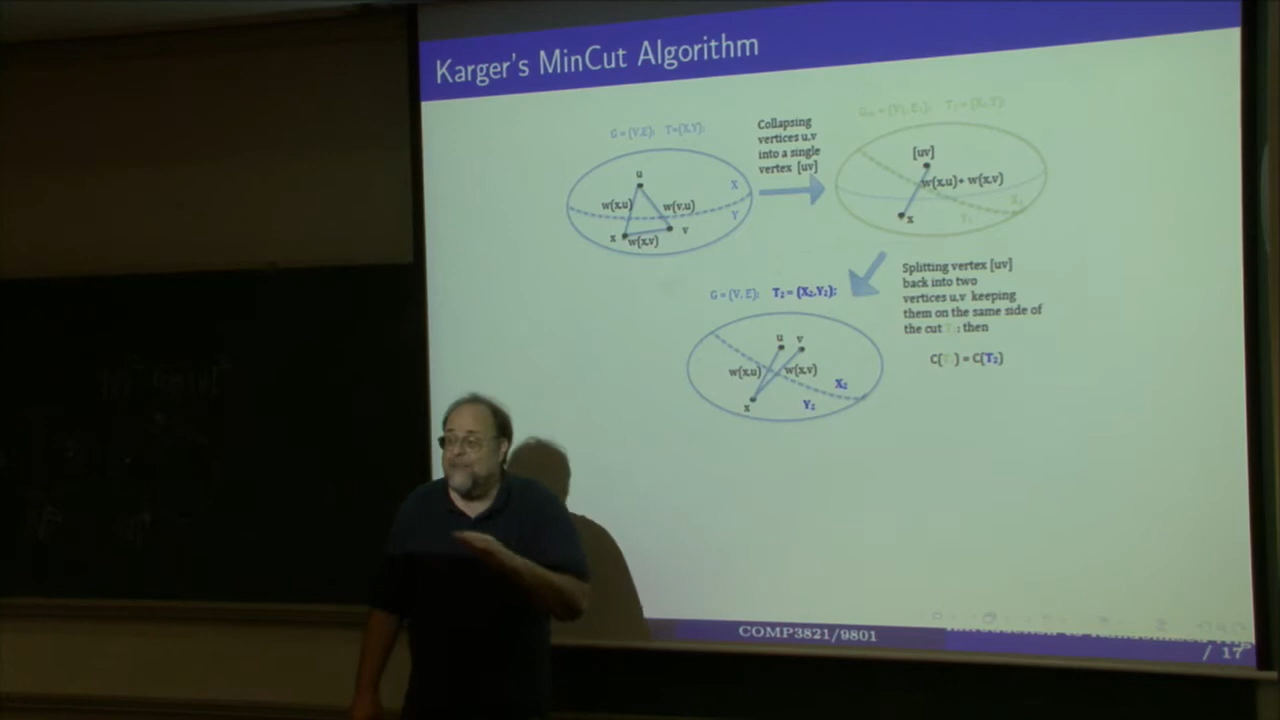 Karger's MinCut Algorithm
G = (V,E); T=(X,Y);
Collapsing
vertices u,v
into a single
vertex [uv]
u
w(x,u)
w(v,u)
X
Y
x
w(x,v)
v
[uv]
w(x,u)+ w(x,v)
x
Splitting vertex [uv]
back into two
vertices u,v keeping
them on the same side of
the cut
; then
C( ) = C(T₂)
G = (V, E); T₂ = (X₂,Y₂);
u
v
w(x,u)
w(x,v)
X₂
x
Y₂
COMP3821/9801
/ 17